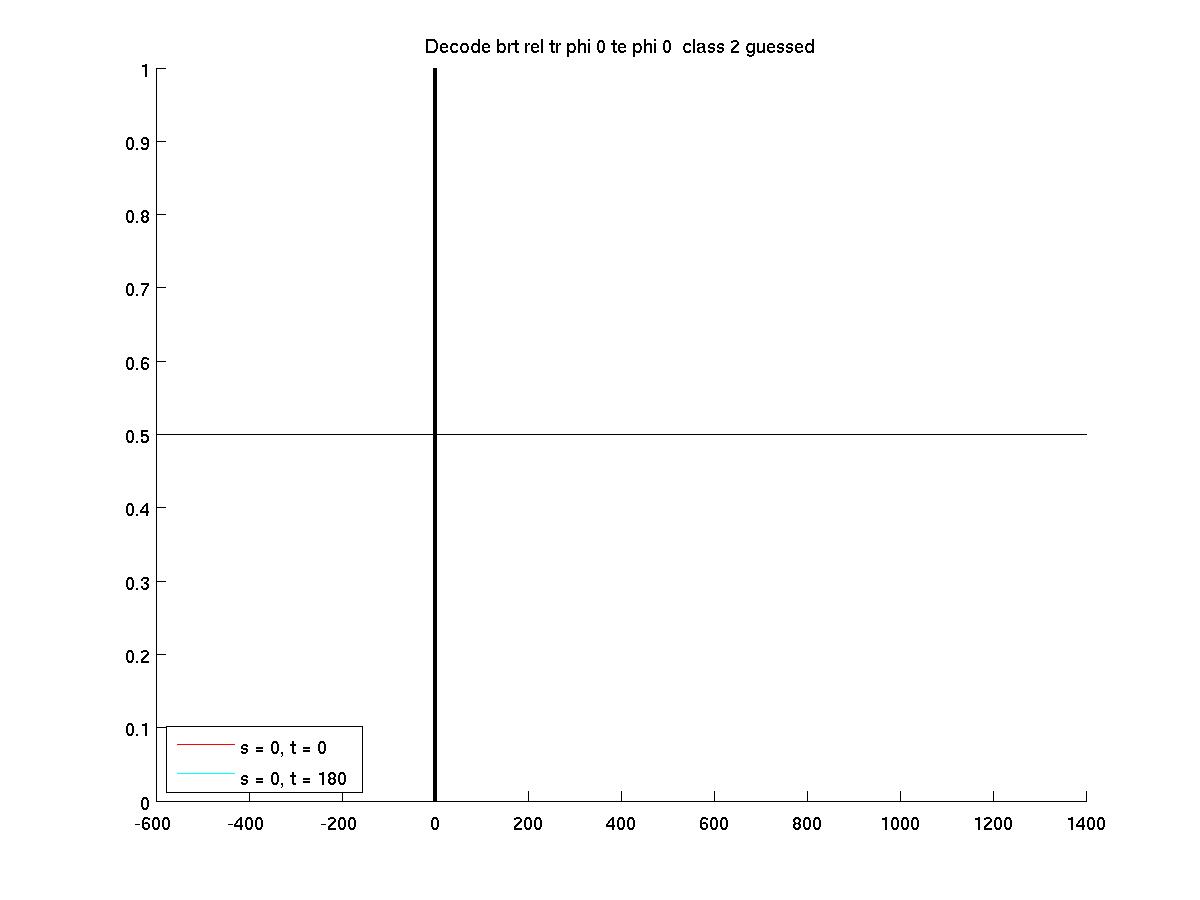 Decode brt rel tr phi 0 te phi 0  class 2 guessed
1
0.9
0.8
0.7
0.6
0.5
0.4
0.3
0.2
0.1
0
s = 0, t = 0
s = 0, t = 180
-600 -400 -200 0 200 400 600 800 1000 1200 1400